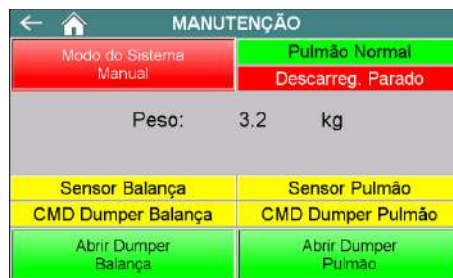 MANUTENÇÃO
Modo do Sistema
Manual
Pulmão Normal
Descarreg. Parado
Peso: 3.2 kg
Sensor Balança
Sensor Pulmão
CMD Dumper Balança
CMD Dumper Pulmão
Abrir Dumper
Balança
Abrir Dumper
Pulmão